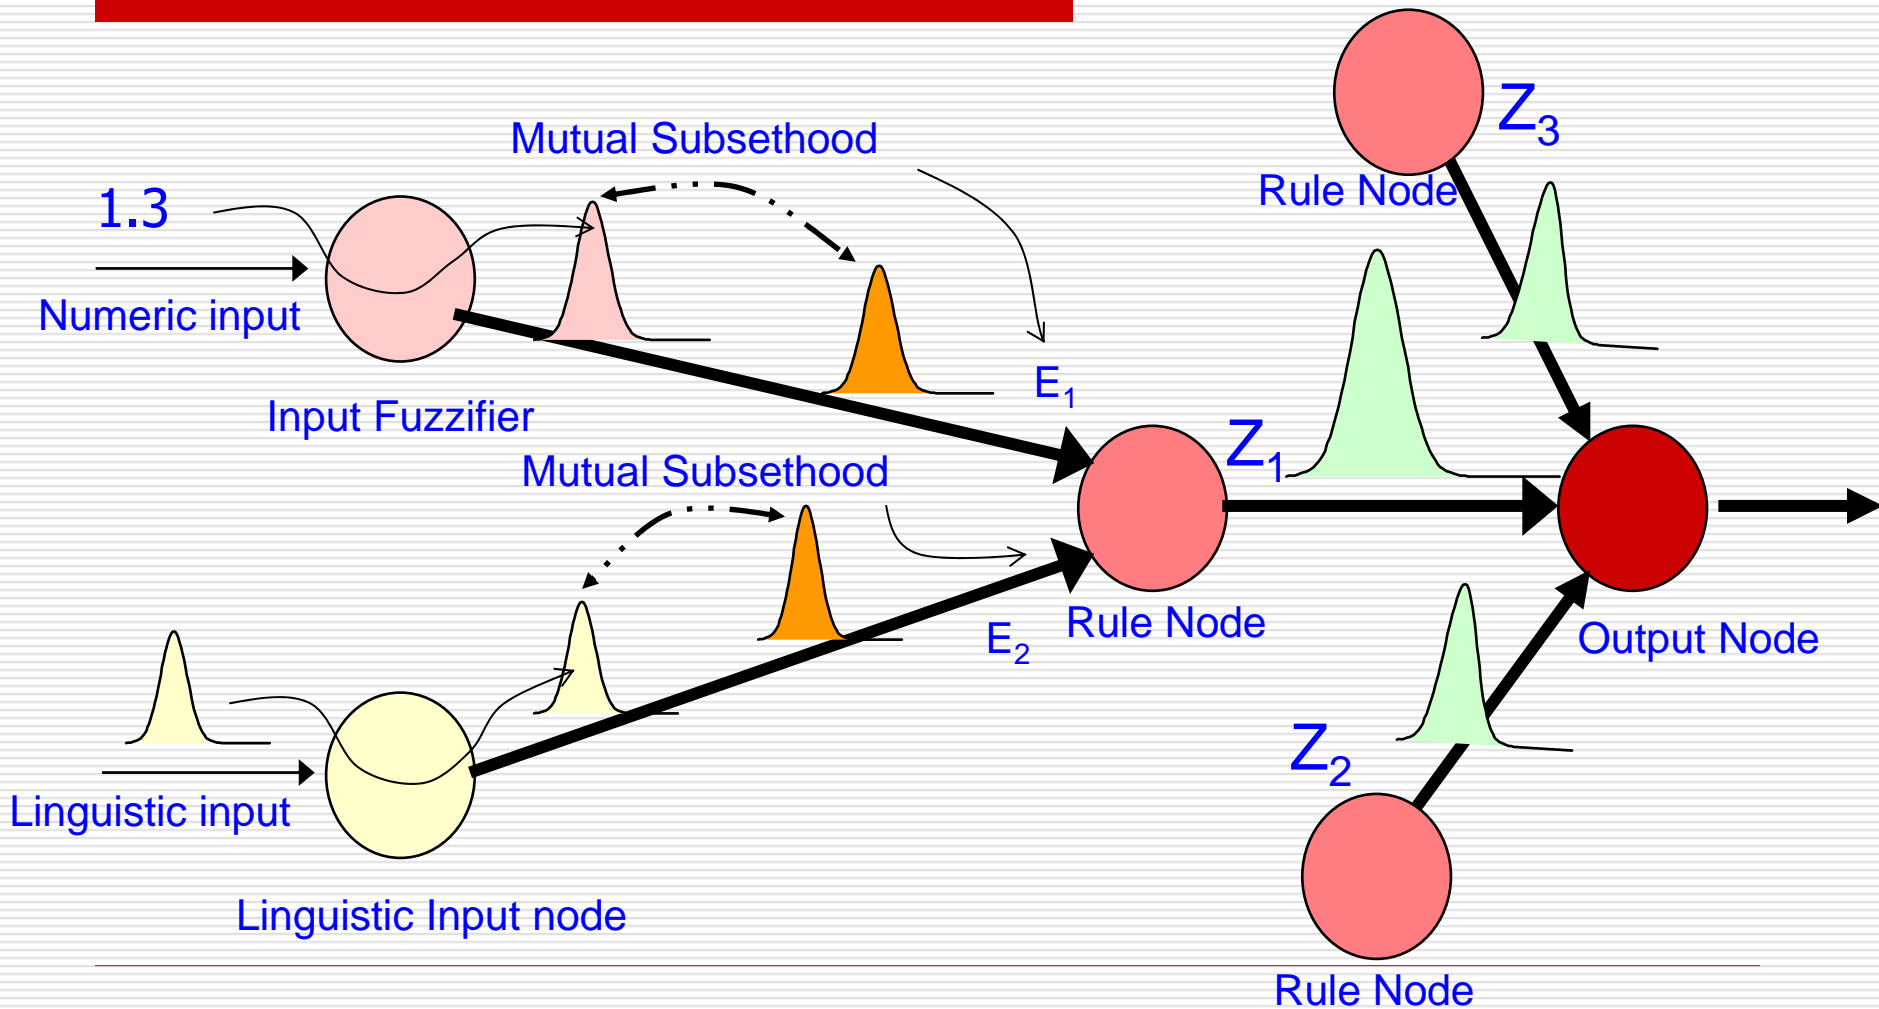 Mutual Subsethood
Z3
1.3
Rule Node
Numeric input
E1
Input Fuzzifier
Z1
Mutual Subsethood
Rule Node
E2
Output Node
Z2
Linguistic input
Linguistic Input node
Rule Node